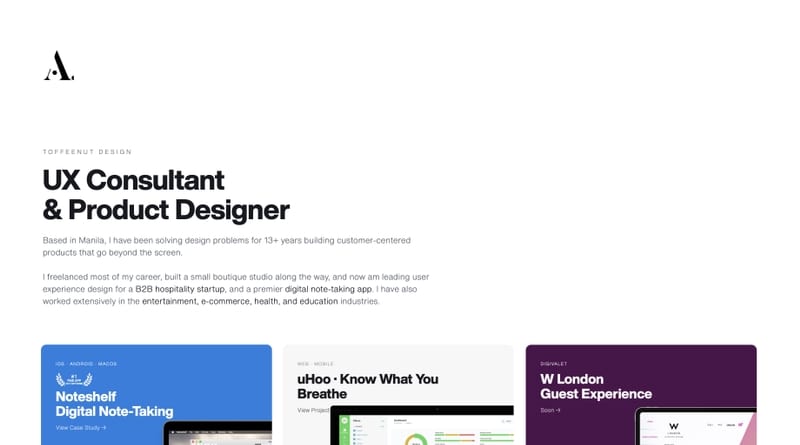 A.
TOFFEENUT DESIGN
UX Consultant
& Product Designer
Based in Manila, I have been solving design problems for 13+ years building customer-centered
products that go beyond the screen.
I freelanced most of my career, built a small boutique studio along the way, and now am leading user
experience design for a B2B hospitality startup, and a premier digital note-taking app. I have also
worked extensively in the entertainment, e-commerce, health, and education industries.
IOS · ANDROID · MACOS
#1
Noteshelf
Digital Note-Taking
View Case Study →
WEB · MOBILE
uHoo · Know What You
Breathe
View Project
DIGIVALET
W London
Guest Experience
Soon →
W
LONDON